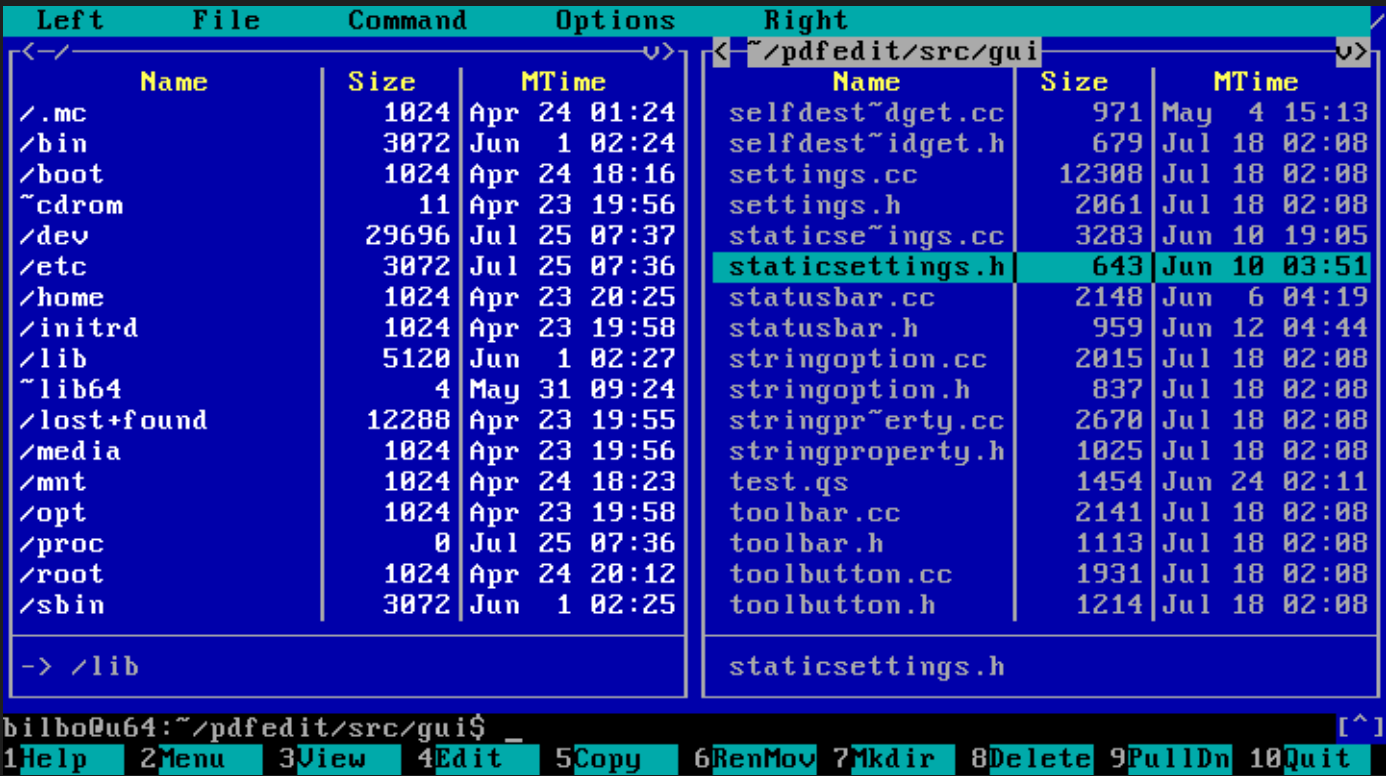 Left File Command Options Right
<─/ v> < ~/pdfedit/src/gui v>
Name Size MTime Name Size MTime
/.mc 1024 Apr 24 01:24 selfdest~dget.cc 971 May 4 15:13
/bin 3072 Jun 1 02:24 selfdest~idget.h 679 Jul 18 02:08
/boot 1024 Apr 24 18:16 settings.cc 12308 Jul 18 02:08
~cdrom 11 Apr 23 19:56 settings.h 2061 Jul 18 02:08
/dev 29696 Jul 25 07:37 staticse~ings.cc 3283 Jun 10 19:05
/etc 3072 Jul 25 07:36 staticsettings.h 643 Jun 10 03:51
/home 1024 Apr 23 20:25 statusbar.cc 2148 Jun 6 04:19
/initrd 1024 Apr 23 19:58 statusbar.h 959 Jun 12 04:44
/lib 5120 Jun 1 02:27 stringoption.cc 2015 Jul 18 02:08
~lib64 4 May 31 09:24 stringoption.h 837 Jul 18 02:08
/lost+found 12288 Apr 23 19:55 stringpr~erty.cc 2670 Jul 18 02:08
/media 1024 Apr 23 19:56 stringproperty.h 1025 Jul 18 02:08
/mnt 1024 Apr 24 18:23 test.qs 1454 Jun 24 02:11
/opt 1024 Apr 23 19:58 toolbar.cc 2141 Jul 18 02:08
/proc 0 Jul 25 07:36 toolbar.h 1113 Jul 18 02:08
/root 1024 Apr 24 20:12 toolbutton.cc 1931 Jul 18 02:08
/sbin 3072 Jun 1 02:25 toolbutton.h 1214 Jul 18 02:08
-> /lib staticsettings.h
bilbo@u64:~/pdfedit/src/gui$ _ [^]
1Help 2Menu 3View 4Edit 5Copy 6RenMov 7Mkdir 8Delete 9PullDn 10Quit